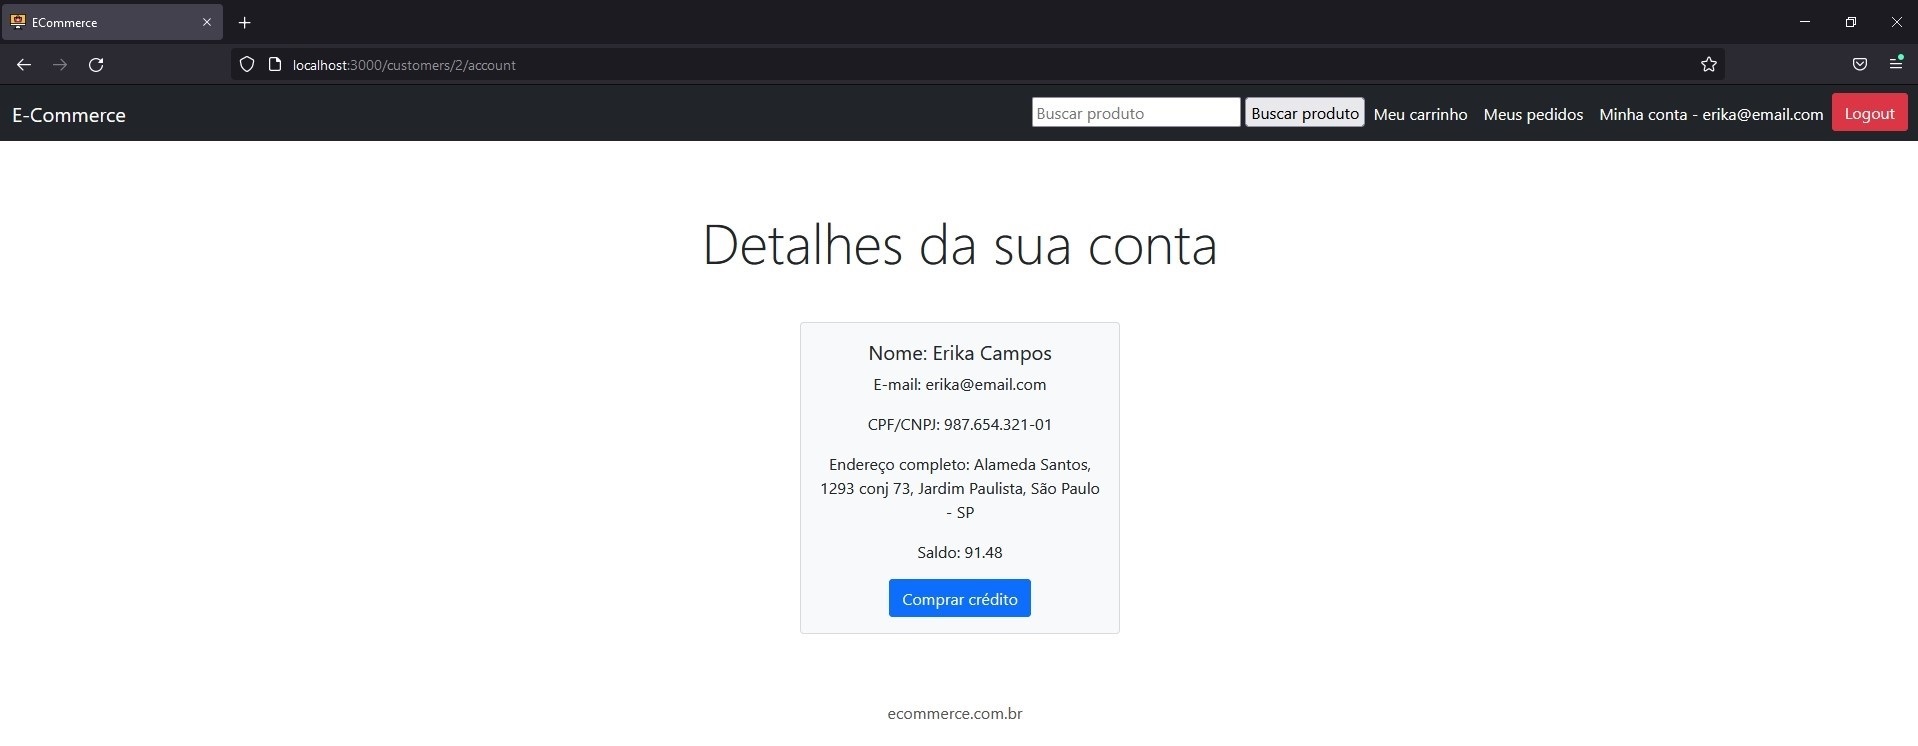 ECommerce
localhost:3000/customers/2/account
E-Commerce
Buscar produto
Buscar produto
Meu carrinho
Meus pedidos
Minha conta - erika@email.com
Logout
Detalhes da sua conta
Nome: Erika Campos
E-mail: erika@email.com
CPF/CNPJ: 987.654.321-01
Endereço completo: Alameda Santos,
1293 conj 73, Jardim Paulista, São Paulo
- SP
Saldo: 91.48
Comprar crédito
ecommerce.com.br